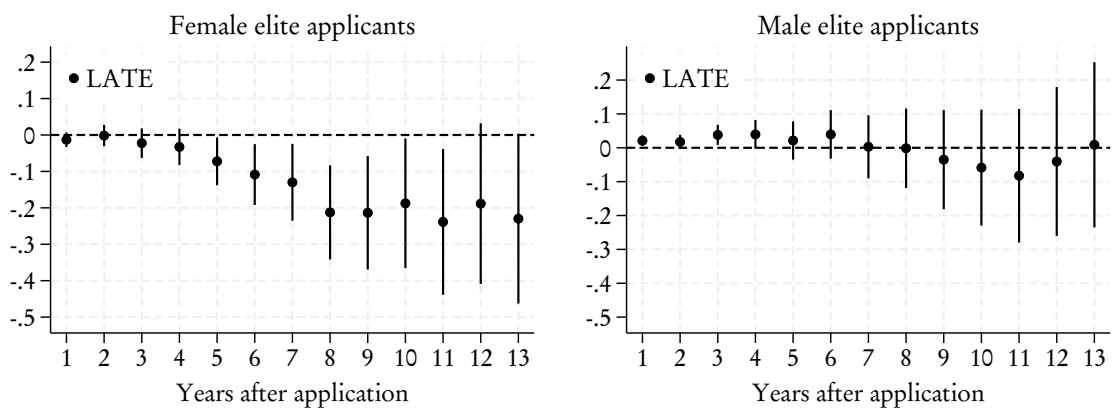 Female elite applicants
.2
.1
0
-.1
-.2
-.3
-.4
-.5
LATE
1 2 3 4 5 6 7 8 9 10 11 12 13
Years after application
Male elite applicants
.2
.1
0
-.1
-.2
-.3
-.4
-.5
LATE
1 2 3 4 5 6 7 8 9 10 11 12 13
Years after application